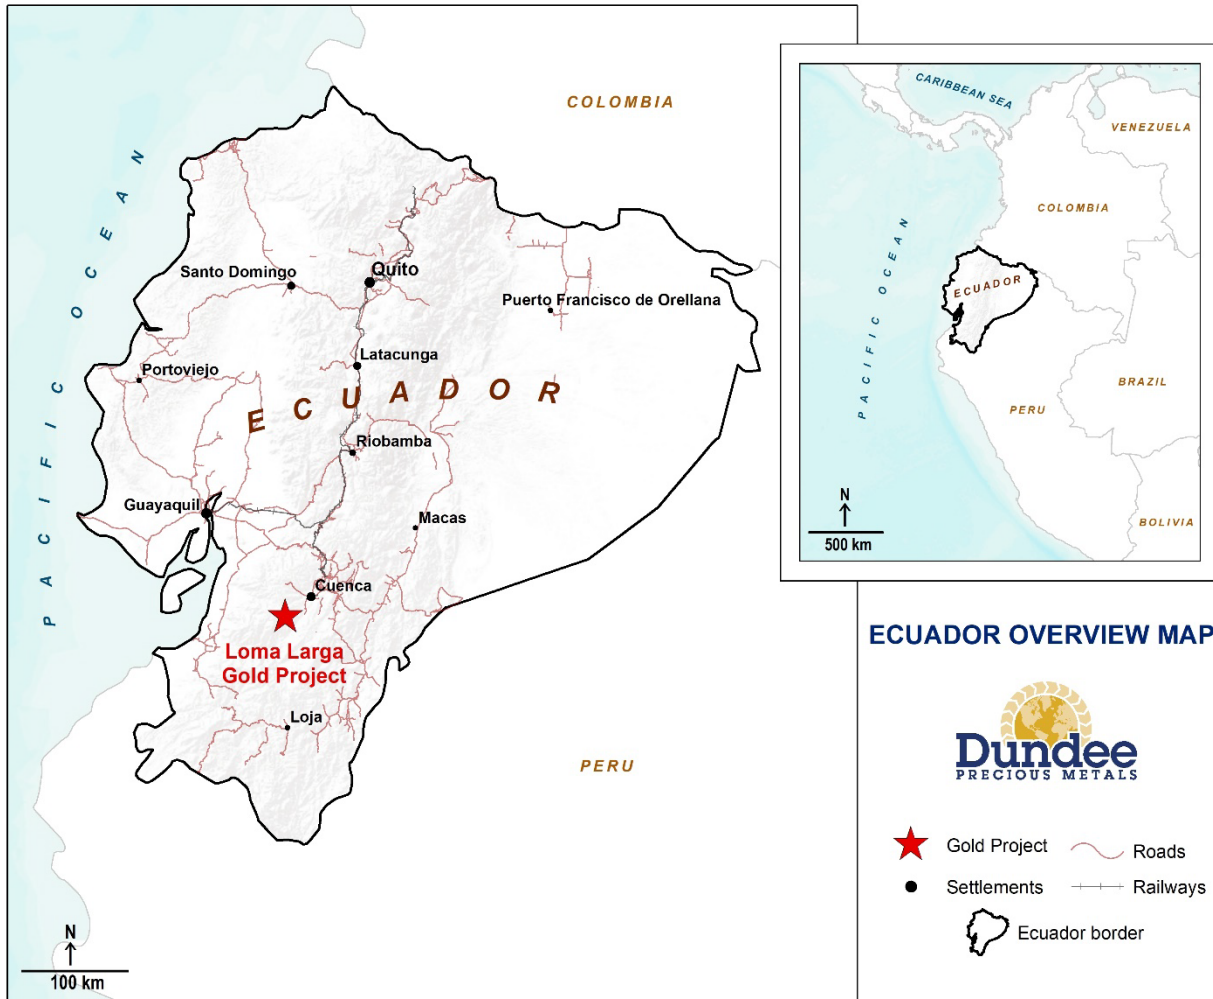 COLOMBIA
PACIFIC OCEAN
Santo Domingo
Quito
Puerto Francisco de Orellana
Latacunga
Portoviejo
ECUADOR
Riobamba
Guayaquil
Macas
Cuenca
Loma Larga
Gold Project
Loja
PERU
N
100 km
CARIBBEAN SEA
VENEZUELA
COLOMBIA
PACIFIC OCEAN
ECUADOR
BRAZIL
PERU
N
500 km
BOLIVIA
ECUADOR OVERVIEW MAP
Dundee
PRECIOUS METALS
Gold Project
Roads
Settlements
Railways
Ecuador border